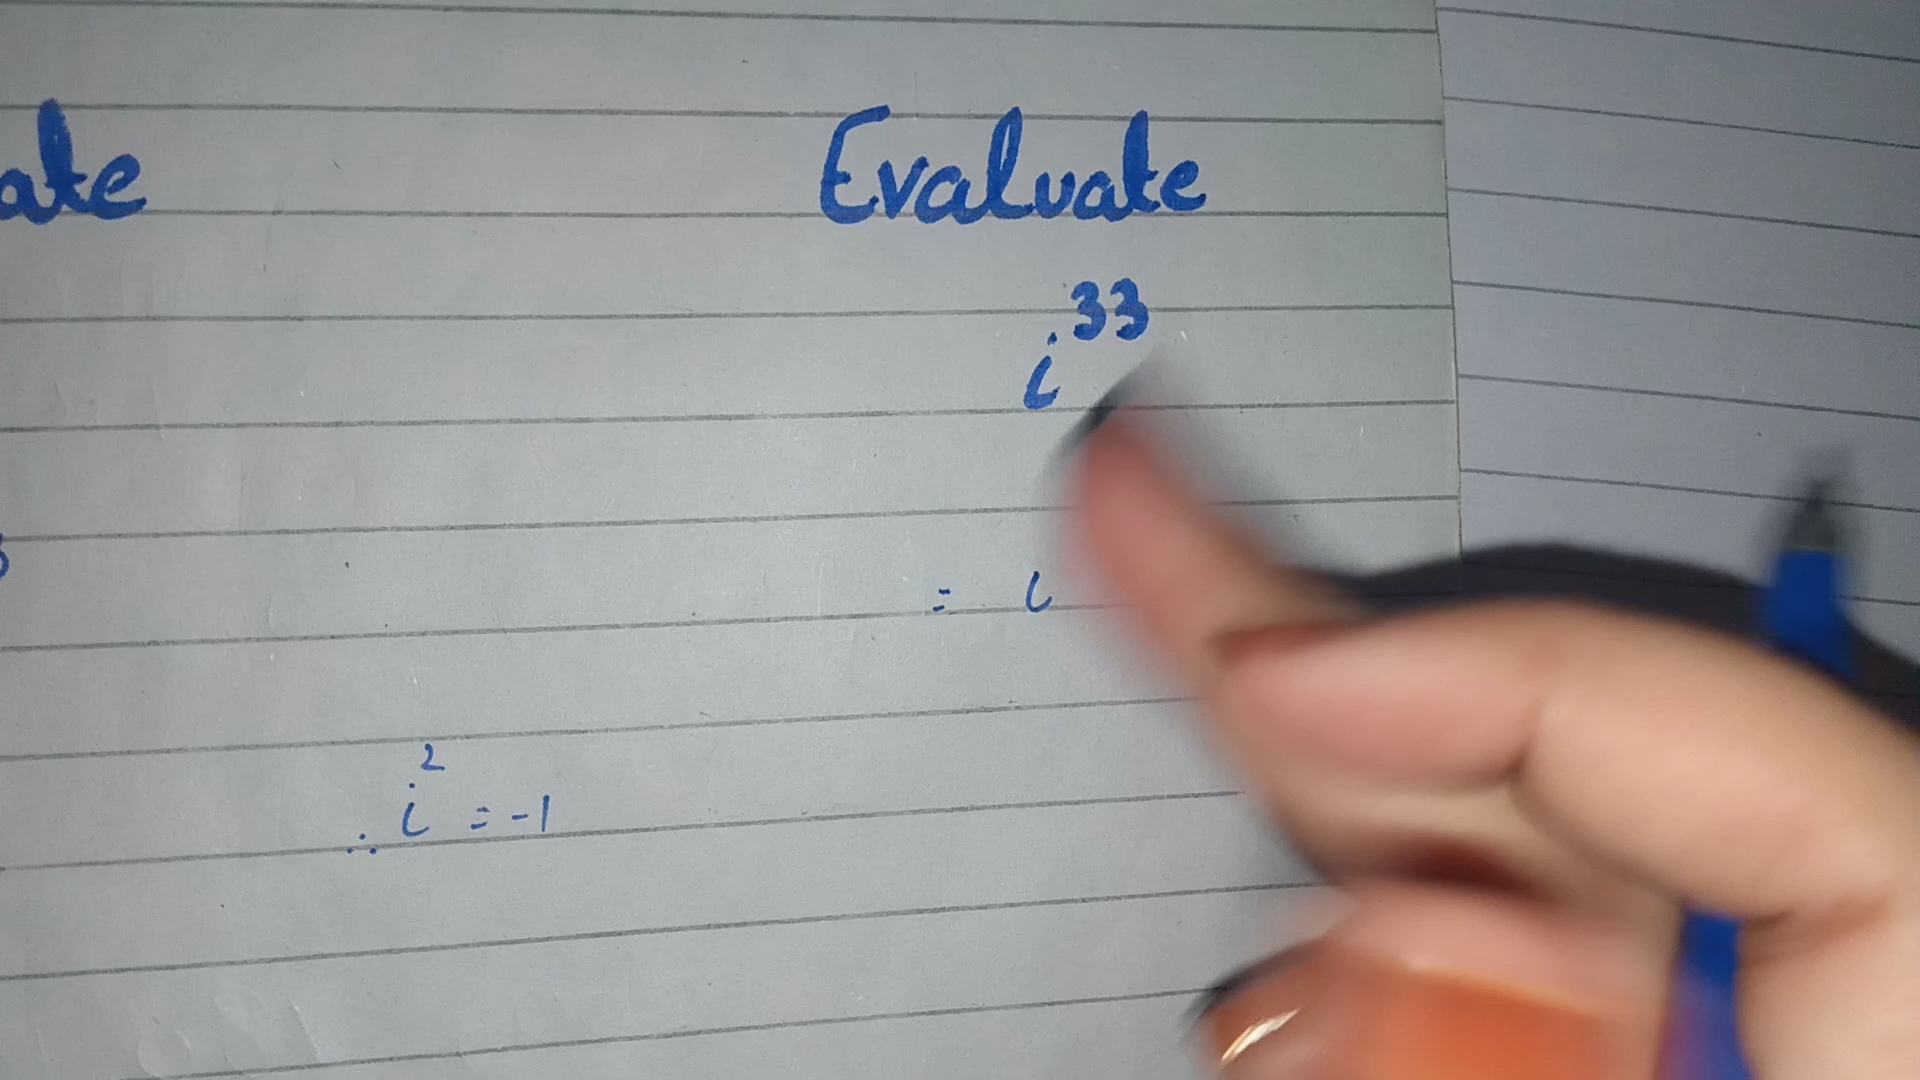 ate Evaluate
i³³
= i
∴ i² = -1